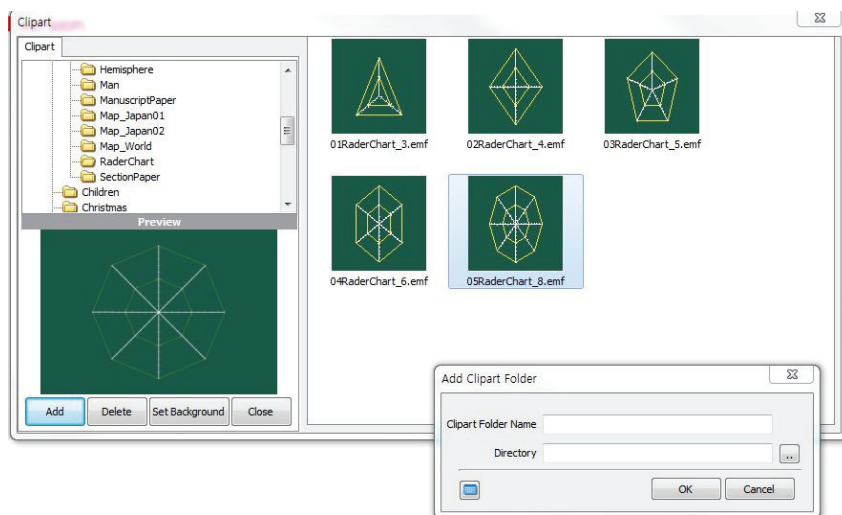 Clipart
Clipart
Hemisphere
Man
ManuscriptPaper
Map_Japan01
Map_Japan02
Map_World
RaderChart
SectionPaper
Children
Christmas
Preview
Add
Delete
Set Background
Close
01RaderChart_3.emf
02RaderChart_4.emf
03RaderChart_5.emf
04RaderChart_6.emf
05RaderChart_8.emf
Add Clipart Folder
Clipart Folder Name
Directory
..
OK
Cancel